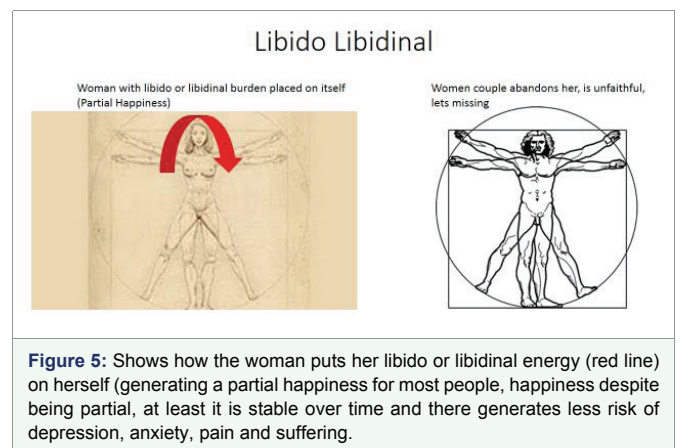 Libido Libidinal
Woman with libido or libidinal burden placed on itself
(Partial Happiness)
Women couple abandons her, is unfaithful,
lets missing
Figure 5: Shows how the woman puts her libido or libidinal energy (red line)
on herself (generating a partial happiness for most people, happiness despite
being partial, at least it is stable over time and there generates less risk of
depression, anxiety, pain and suffering.